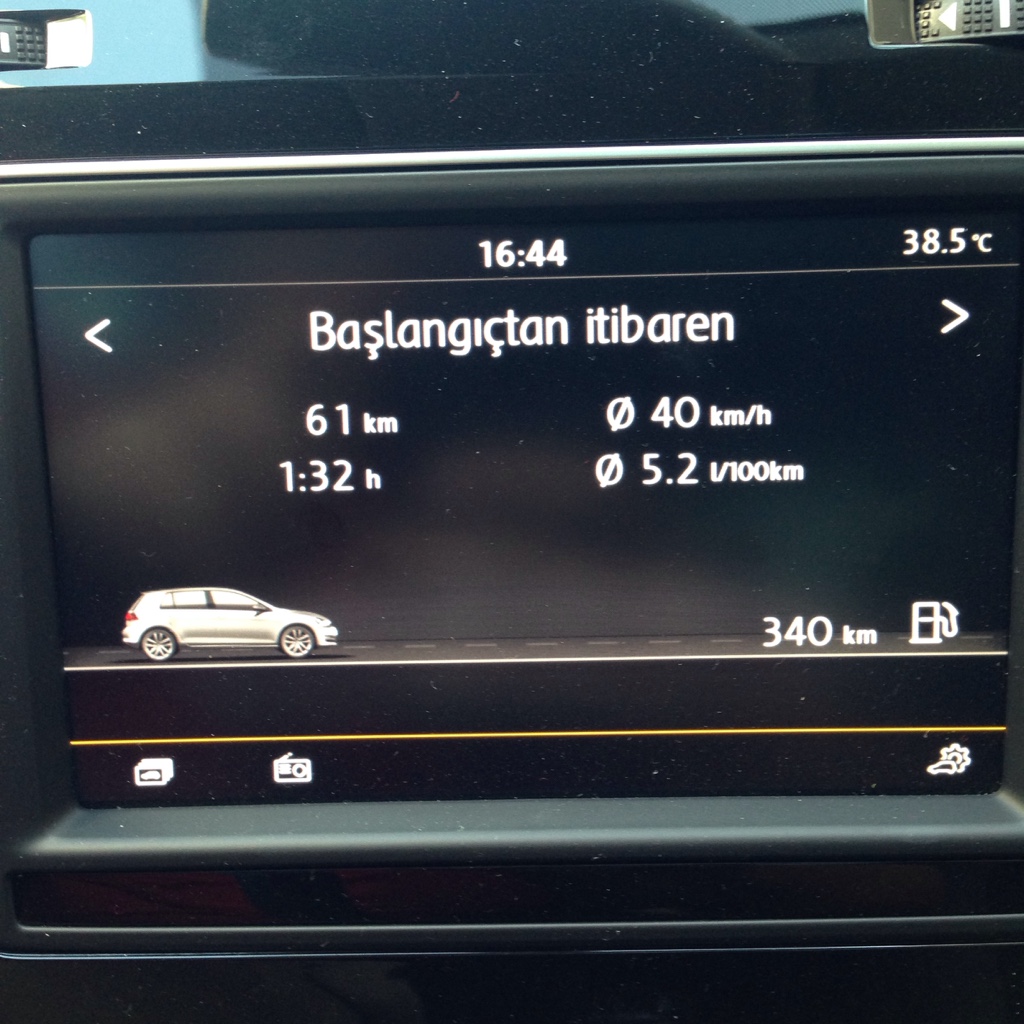 16:44
38.5°C
Başlangıçtan itibaren
61 km
Ø 40 km/h
1:32 h
Ø 5.2 l/100km
340 km